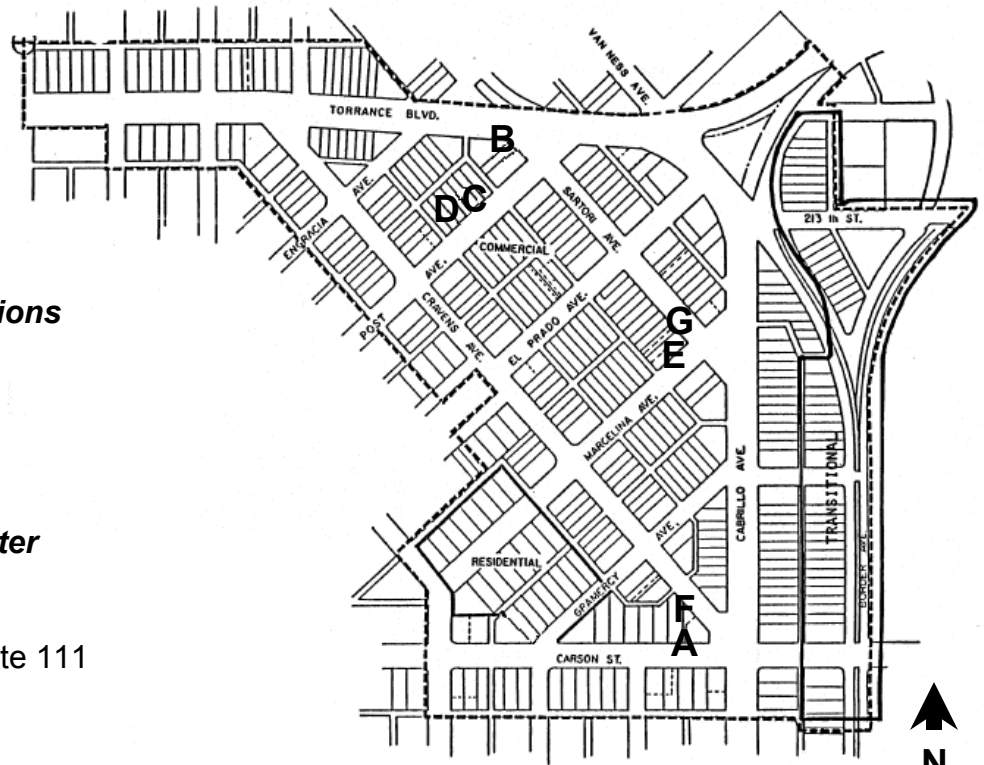 VAN NESS AVE.
TORRANCE BLVD.
B
AVE.
SARTORI AVE.
D C
213 th ST.
ENGRACIA
COMMERCIAL
AVE.
ions
CRAVENS AVE.
POST
EL PRADO AVE.
G
E
MARCELINA AVE.
CABRILLO AVE.
TRANSITIONAL
AVE.
ter
RESIDENTIAL
BORDER AVE.
GRAMERCY
F
A
te 111
CARSON ST.
N